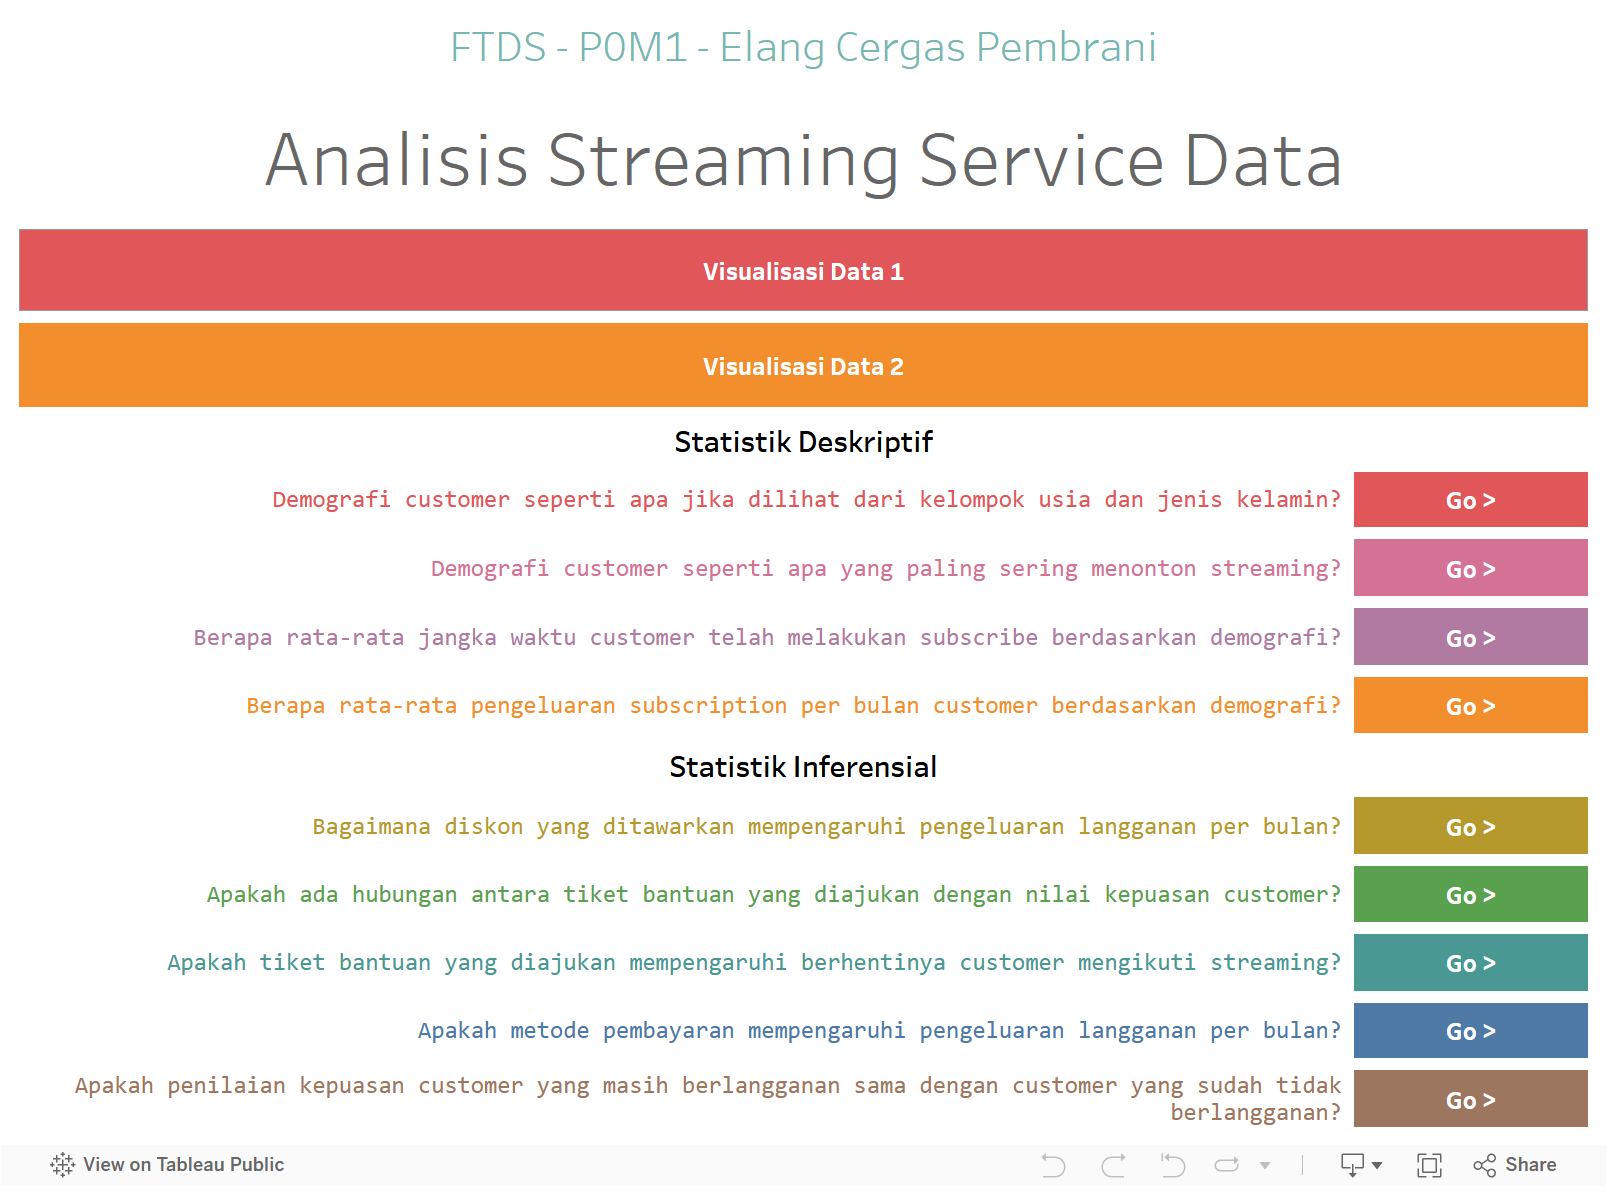 FTDS - P0M1 - Elang Cergas Pembrani
Analisis Streaming Service Data
Visualisasi Data 1
Visualisasi Data 2
Statistik Deskriptif
Demografi customer seperti apa jika dilihat dari kelompok usia dan jenis kelamin?
Go >
Demografi customer seperti apa yang paling sering menonton streaming?
Go >
Berapa rata-rata jangka waktu customer telah melakukan subscribe berdasarkan demografi?
Go >
Berapa rata-rata pengeluaran subscription per bulan customer berdasarkan demografi?
Go >
Statistik Inferensial
Bagaimana diskon yang ditawarkan mempengaruhi pengeluaran langganan per bulan?
Go >
Apakah ada hubungan antara tiket bantuan yang diajukan dengan nilai kepuasan customer?
Go >
Apakah tiket bantuan yang diajukan mempengaruhi berhentinya customer mengikuti streaming?
Go >
Apakah metode pembayaran mempengaruhi pengeluaran langganan per bulan?
Go >
Apakah penilaian kepuasan customer yang masih berlangganan sama dengan customer yang sudah tidak
berlangganan?
Go >
View on Tableau Public
Share